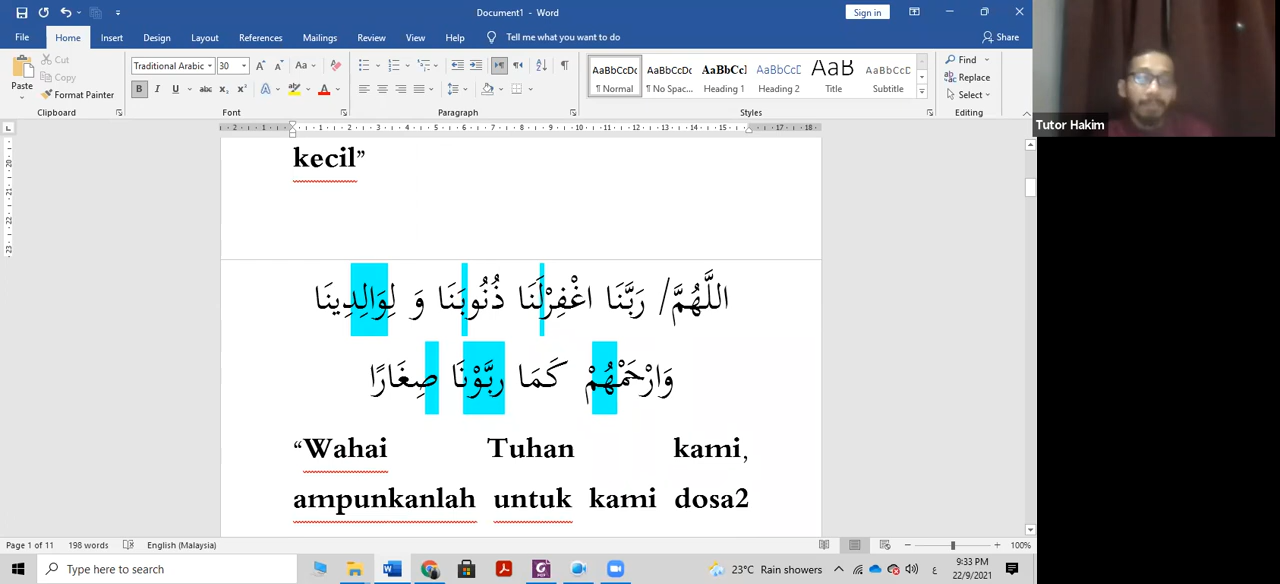 Document1 - Word
Sign in
File Home Insert Design Layout References Mailings Review View Help Tell me what you want to do Share
Paste
Cut
Copy
Format Painter
Clipboard
Traditional Arabic 30
Font
Paragraph
AaBbCcDc AaBbCcDc AaBbCc] AaBbCcD AaB AaBbCcD
¶ Normal ¶ No Spac... Heading 1 Heading 2 Title Subtitle
Styles
Find
Replace
Select
Editing
Tutor Hakim
kecil”
اللَّهُمَّ/ رَبَّنَا اغْفِرْلَنَا ذُنُوبَنَا وَ لِوَالِدِينَا
وَارْحَمْهُمْ كَمَا رَبَّوْنَا صِغَارًا
“Wahai Tuhan kami,
ampunkanlah untuk kami dosa2
Page 1 of 11 198 words English (Malaysia) 100%
Type here to search 23°C Rain showers ع 9:33 PM
22/9/2021